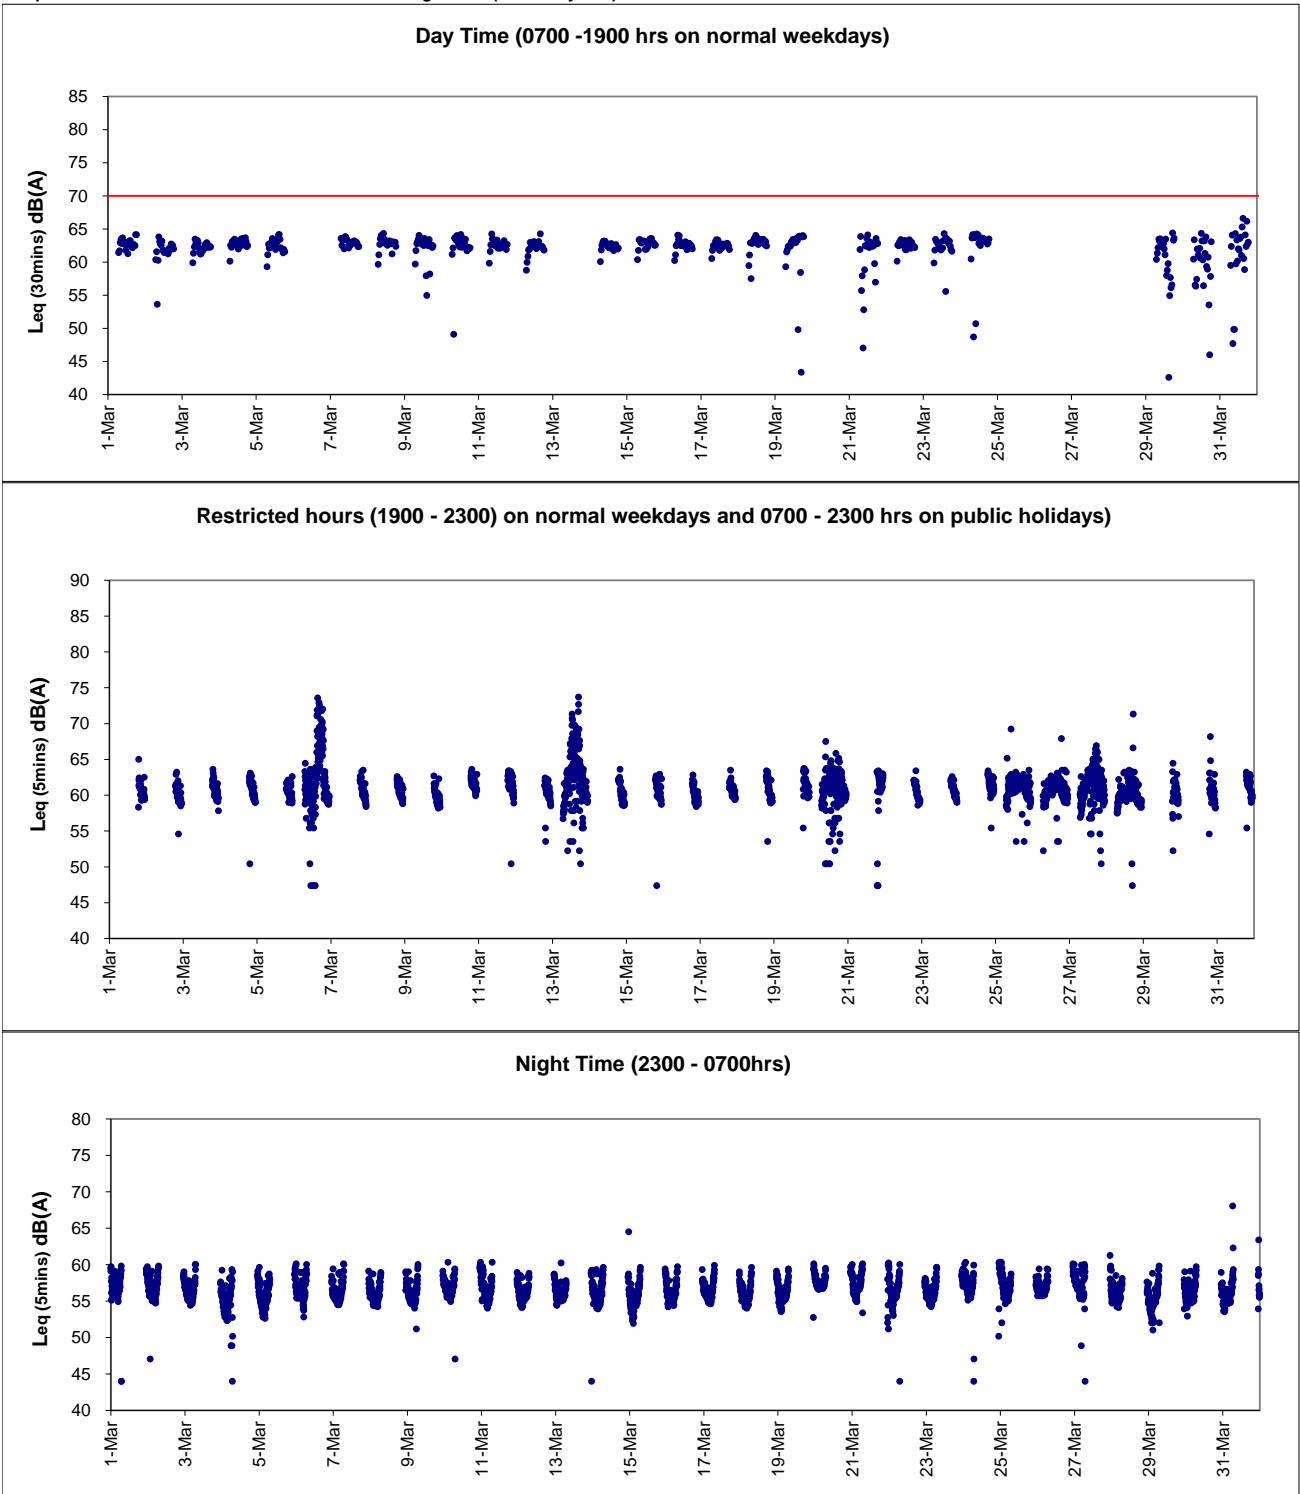 Day Time (0700 -1900 hrs on normal weekdays)
Leq (30mins) dB(A)
85
80
75
70
65
60
55
50
45
40
1-Mar
3-Mar
5-Mar
7-Mar
9-Mar
11-Mar
13-Mar
15-Mar
17-Mar
19-Mar
21-Mar
23-Mar
25-Mar
27-Mar
29-Mar
31-Mar
Restricted hours (1900 - 2300) on normal weekdays and 0700 - 2300 hrs on public holidays)
Leq (5mins) dB(A)
90
85
80
75
70
65
60
55
50
45
40
1-Mar
3-Mar
5-Mar
7-Mar
9-Mar
11-Mar
13-Mar
15-Mar
17-Mar
19-Mar
21-Mar
23-Mar
25-Mar
27-Mar
29-Mar
31-Mar
Night Time (2300 - 0700hrs)
Leq (5mins) dB(A)
80
75
70
65
60
55
50
45
40
1-Mar
3-Mar
5-Mar
7-Mar
9-Mar
11-Mar
13-Mar
15-Mar
17-Mar
19-Mar
21-Mar
23-Mar
25-Mar
27-Mar
29-Mar
31-Mar